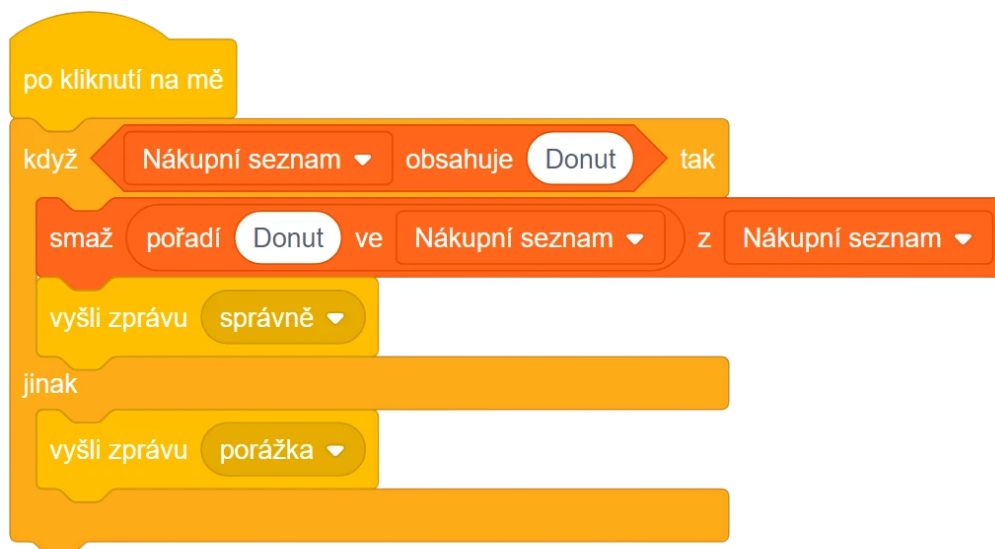 po kliknutí na mě
když Nákupní seznam obsahuje Donut tak
smaž pořadí Donut ve Nákupní seznam z Nákupní seznam
vyšli zprávu správně
jinak
vyšli zprávu porážka